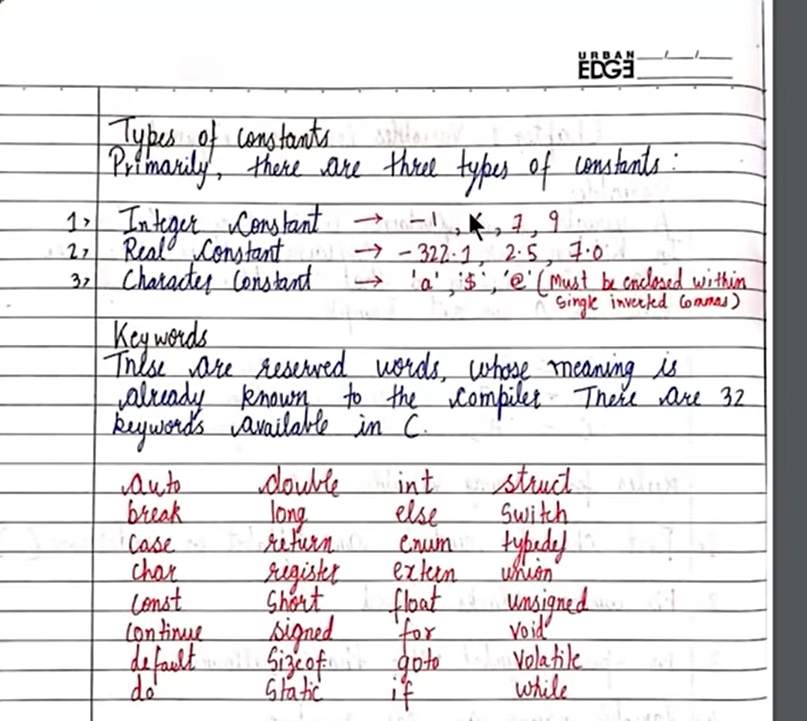 URBAN
EDGE
Types of constants
Primarily, there are three types of constants :
1> Integer Constant → -1, , 7, 9
2> Real Constant → -322.1, 2.5, 7.0
3> Character Constant → 'a', '$', '@' (Must be enclosed within
single inverted commas)
Keywords
These are reserved words, whose meaning is
already known to the compiler There are 32
keywords available in C.
auto double int struct
break long else switch
case return enum typedef
char register extern union
const short float unsigned
continue signed for void
default sizeof goto volatile
do static if while